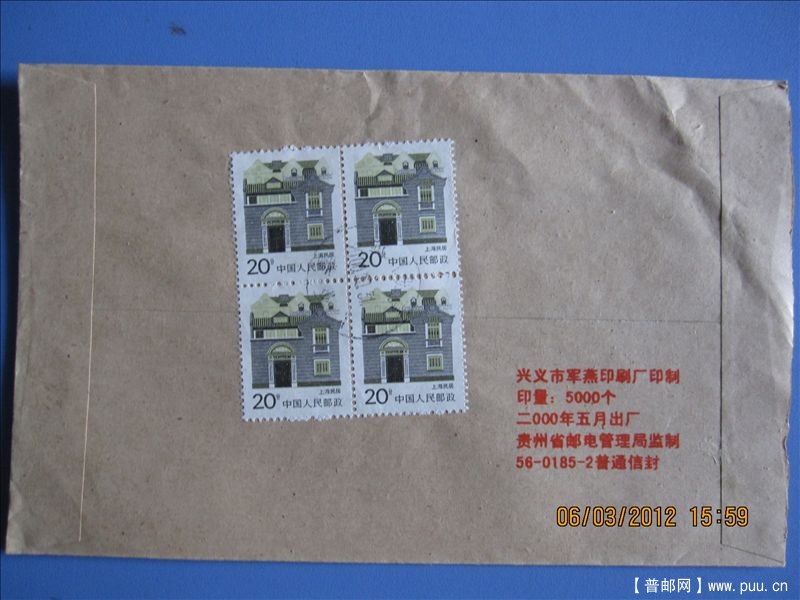 上海民居
20分 中国人民邮政
上海民居
20分 中国人民邮政
上海民居
20分 中国人民邮政
上海民居
20分 中国人民邮政
兴义市军燕印刷厂印制
印量：5000个
二000年五月出厂
贵州省邮电管理局监制
56-0185-2普通信封
06/03/2012 15:59
【普邮网】www.puu.cn